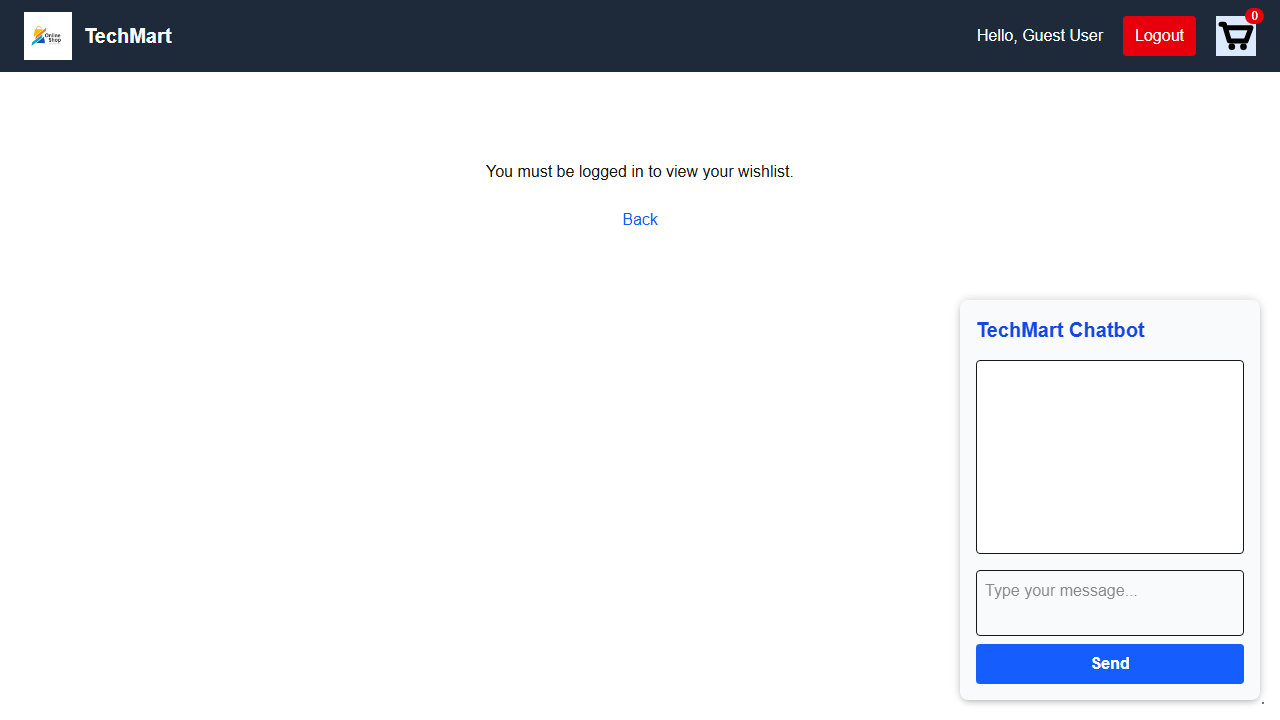 Online
Shop
TechMart
Hello, Guest User
Logout
0
You must be logged in to view your wishlist.
Back
TechMart Chatbot
Type your message...
Send
.